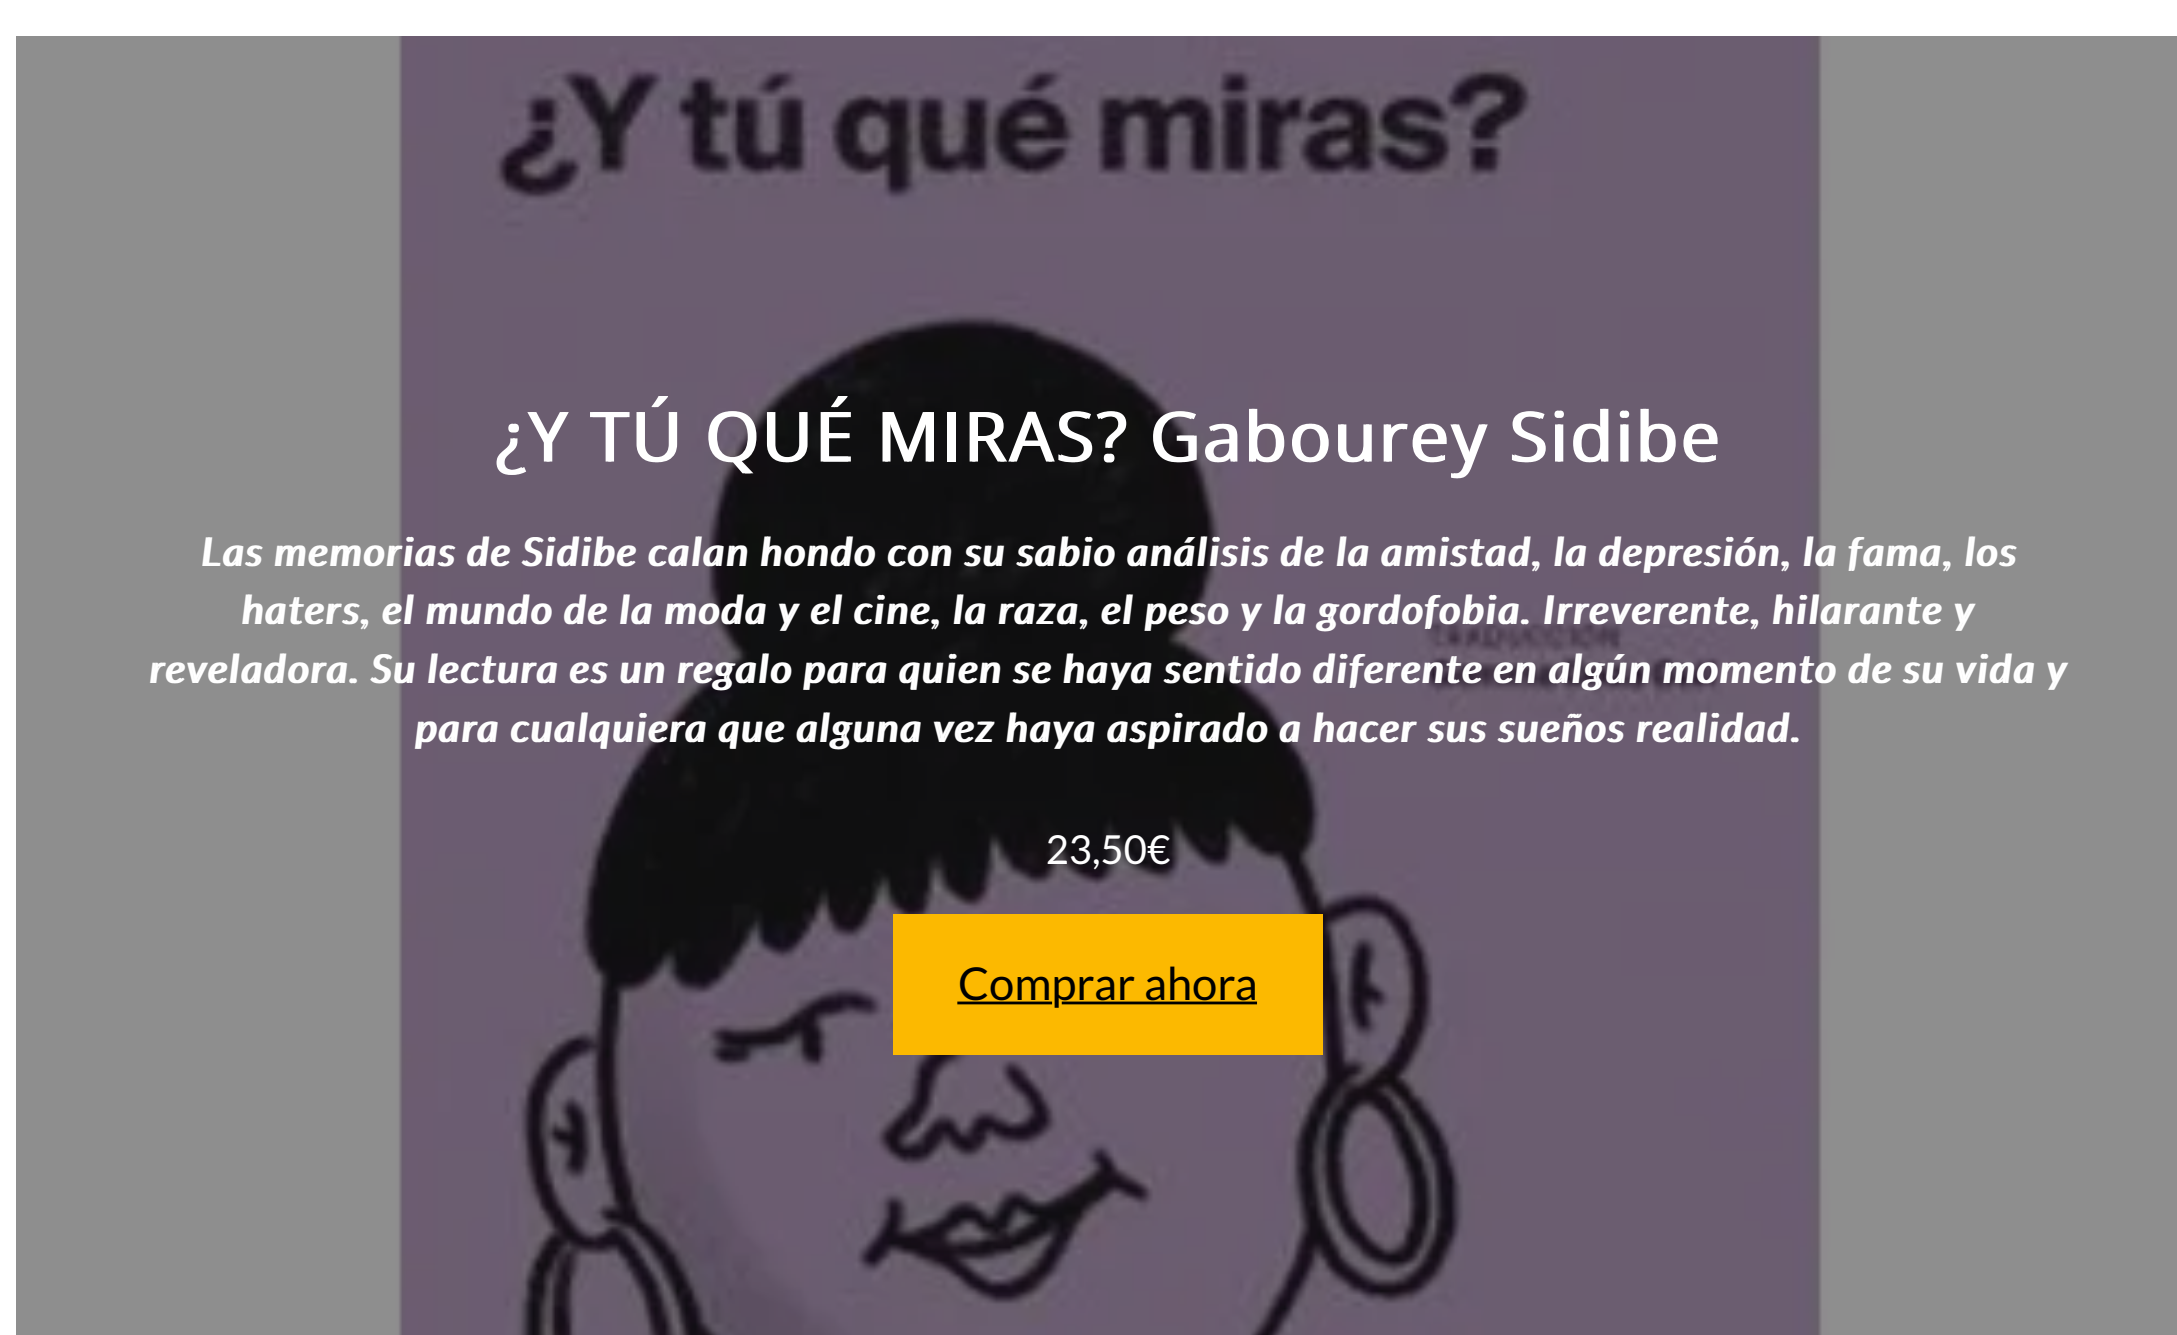 ¿Y tú qué miras?
¿Y TÚ QUÉ MIRAS? Gabourey Sidibe
Las memorias de Sidibe calan hondo con su sabio análisis de la amistad, la depresión, la fama, los
haters, el mundo de la moda y el cine, la raza, el peso y la gordofobia. Irreverente, hilarante y
TRADUCCIÓN
reveladora. Su lectura es un regalo para quien se haya sentido diferente en algún momento de su vida y
para cualquiera que alguna vez haya aspirado a hacer sus sueños realidad.
23,50€
Comprar ahora